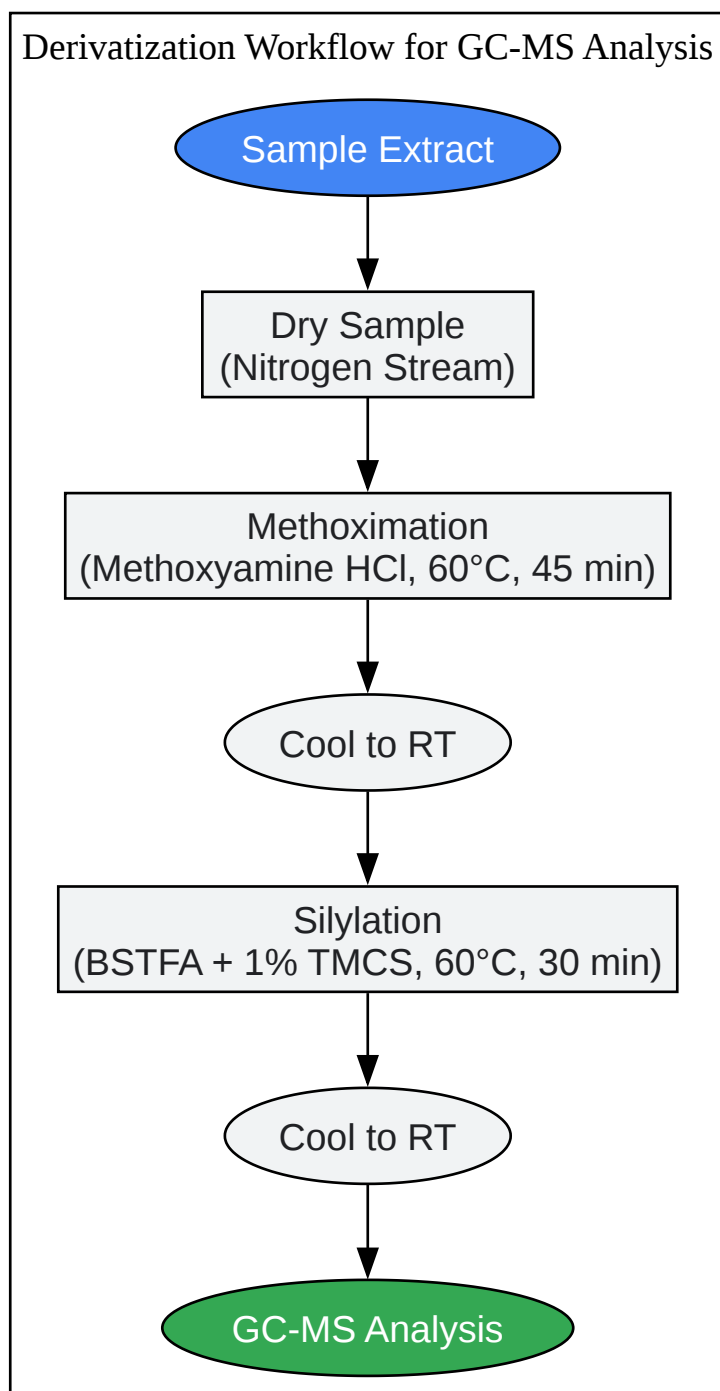 Derivatization Workflow for GC-MS Analysis
Sample Extract
Dry Sample
(Nitrogen Stream)
Methoximation
(Methoxyamine HCl, 60°C, 45 min)
Cool to RT
Silylation
(BSTFA + 1% TMCS, 60°C, 30 min)
Cool to RT
GC-MS Analysis